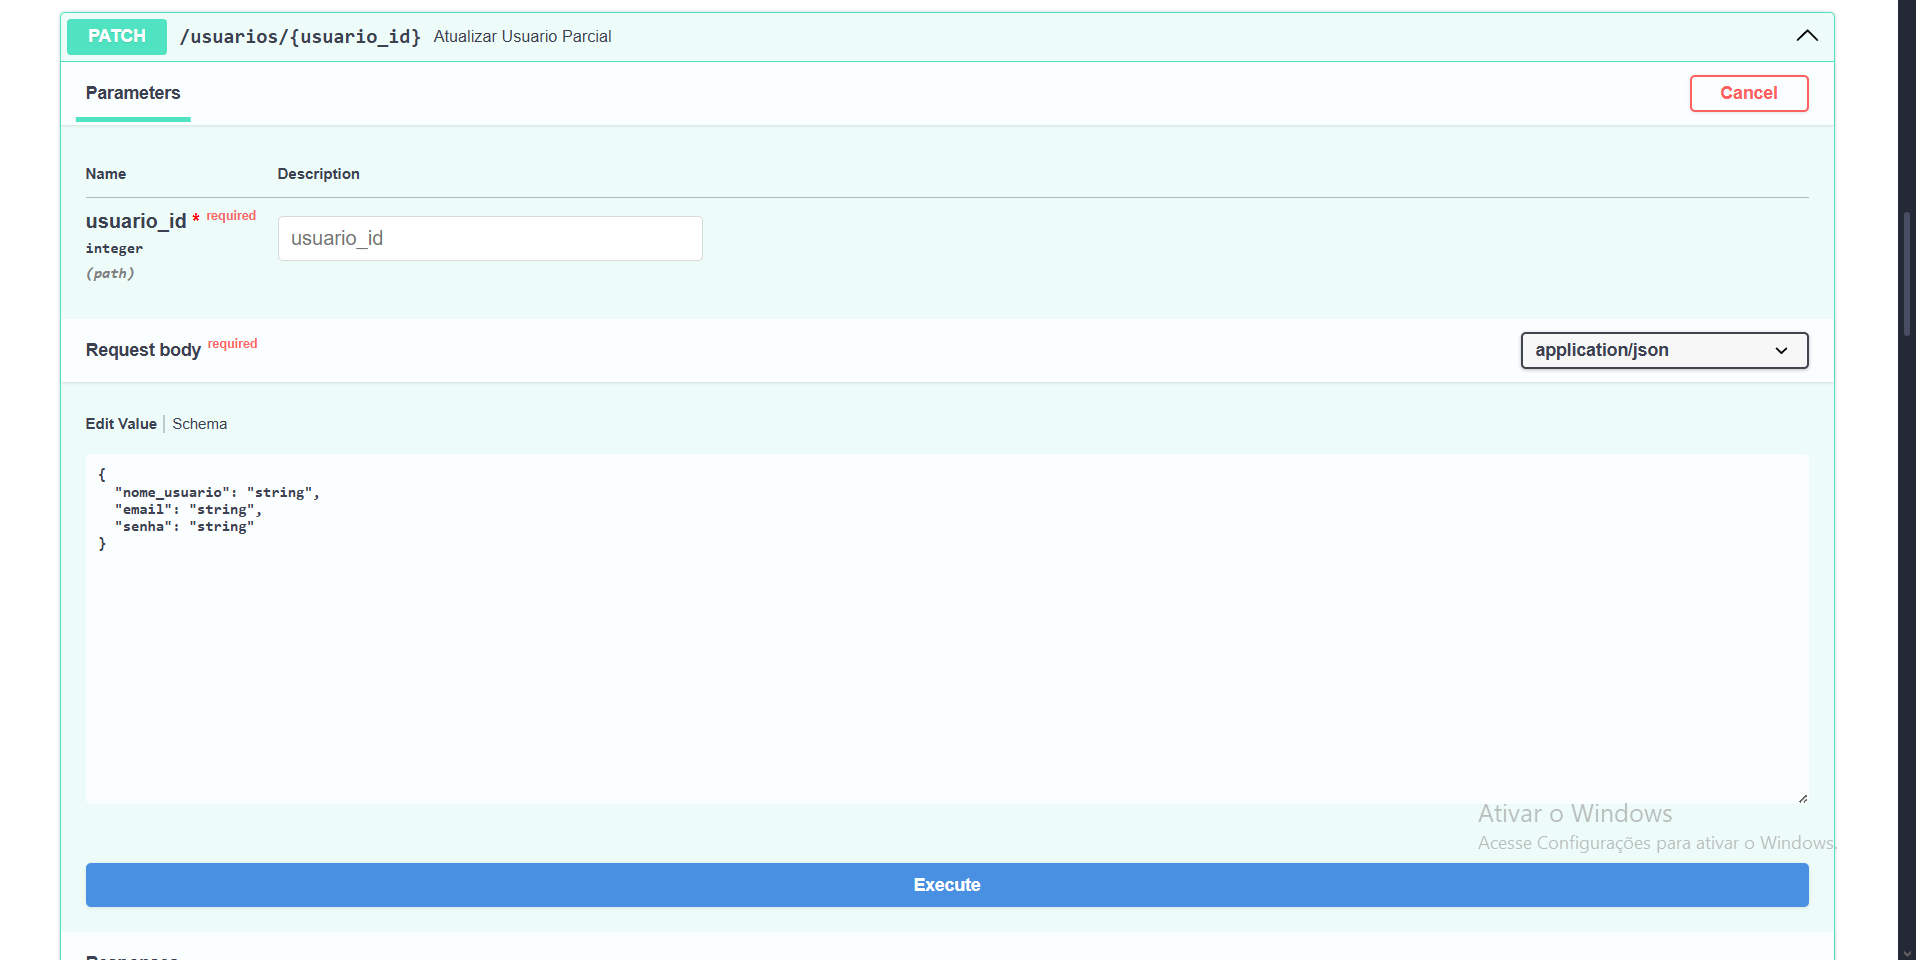 PATCH /usuarios/{usuario_id} Atualizar Usuario Parcial
Parameters
Cancel
Name Description
usuario_id * required
integer
(path)
usuario_id
Request body required
application/json
Edit Value | Schema
{
  "nome_usuario": "string",
  "email": "string",
  "senha": "string"
}
Ativar o Windows
Acesse Configurações para ativar o Windows.
Execute
Responses